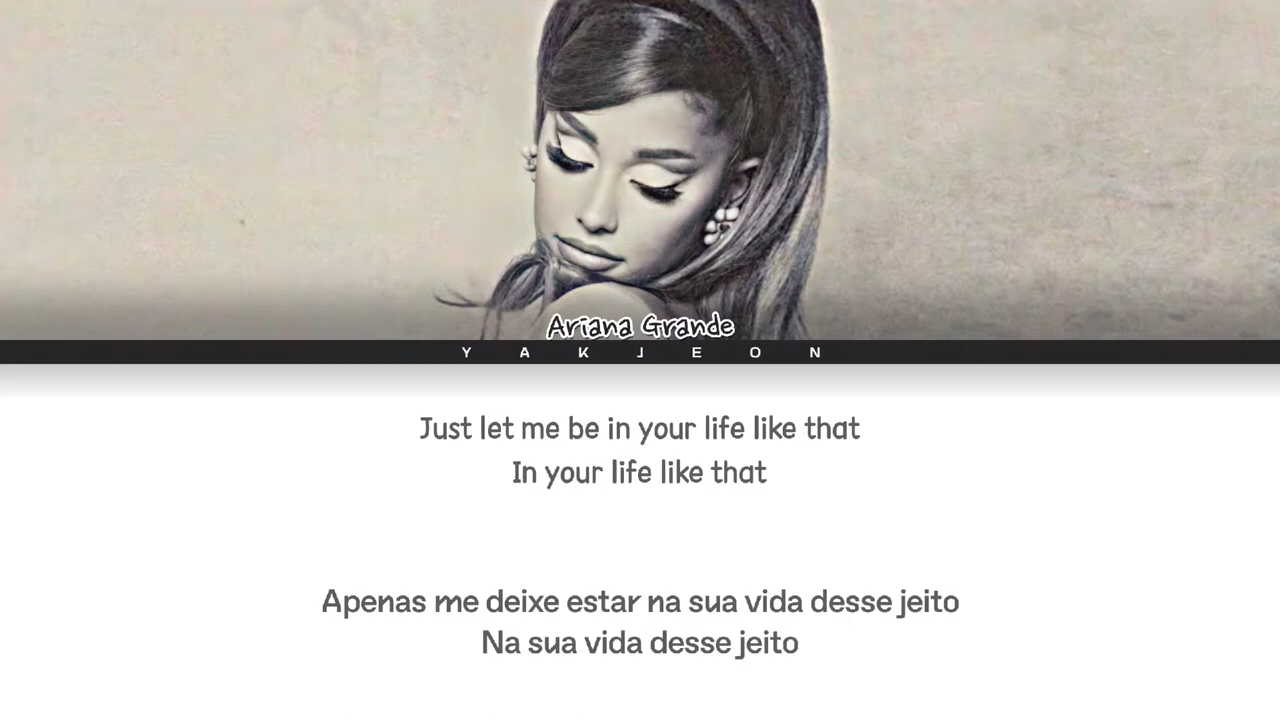 Ariana Grande
YAKJEON
Just let me be in your life like that
In your life like that
Apenas me deixe estar na sua vida desse jeito
Na sua vida desse jeito